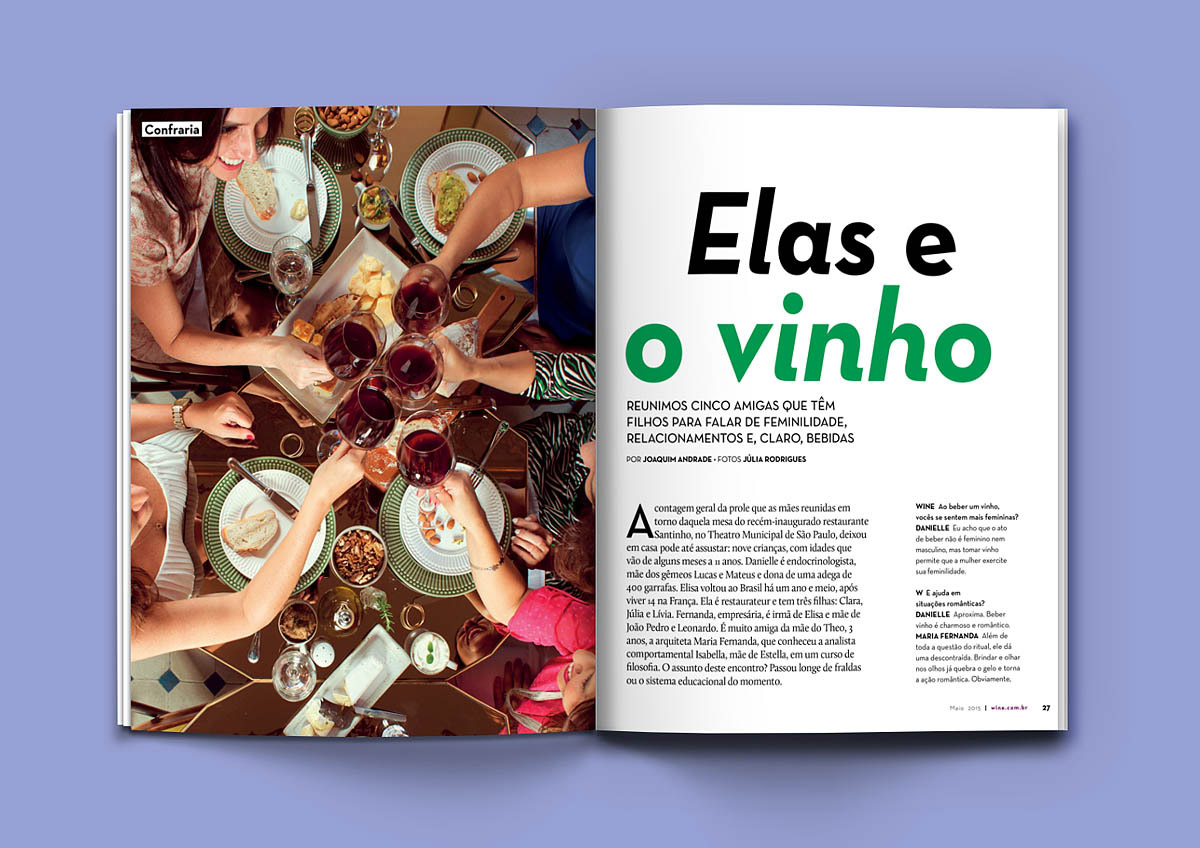 Confraria
Elas e
o vinho
REUNIMOS CINCO AMIGAS QUE TÊM
FILHOS PARA FALAR DE FEMINILIDADE,
RELACIONAMENTOS E, CLARO, BEBIDAS
POR JOAQUIM ANDRADE • FOTOS JÚLIA RODRIGUES
A contagem geral da prole que as mães reunidas em
torno daquela mesa do recém-inaugurado restaurante
Santinho, no Theatro Municipal de São Paulo, deixou
em casa pode até assustar: nove crianças, com idades que
vão de alguns meses a 11 anos. Danielle é endocrinologista,
mãe dos gêmeos Lucas e Mateus e dona de uma adega de
400 garrafas. Elisa voltou ao Brasil há um ano e meio, após
viver 14 na França. Ela é restaurateur e tem três filhas: Clara,
Júlia e Lívia. Fernanda, empresária, é irmã de Elisa e mãe de
João Pedro e Leonardo. É muito amiga da mãe do Theo, 3
anos, a arquiteta Maria Fernanda, que conheceu a analista
comportamental Isabella, mãe de Estella, em um curso de
filosofia. O assunto deste encontro? Passou longe de fraldas
ou o sistema educacional do momento.
WINE Ao beber um vinho,
vocês se sentem mais femininas?
DANIELLE Eu acho que o ato
de beber não é feminino nem
masculino, mas tomar vinho
permite que a mulher exercite
sua feminilidade.
W E ajuda em
situações românticas?
DANIELLE Aproxima. Beber
vinho é charmoso e romântico.
MARIA FERNANDA Além de
toda a questão do ritual, ele dá
uma descontraída. Brindar e olhar
nos olhos já quebra o gelo e torna
a ação romântica. Obviamente,
Maio 2015 | wine.com.br 27